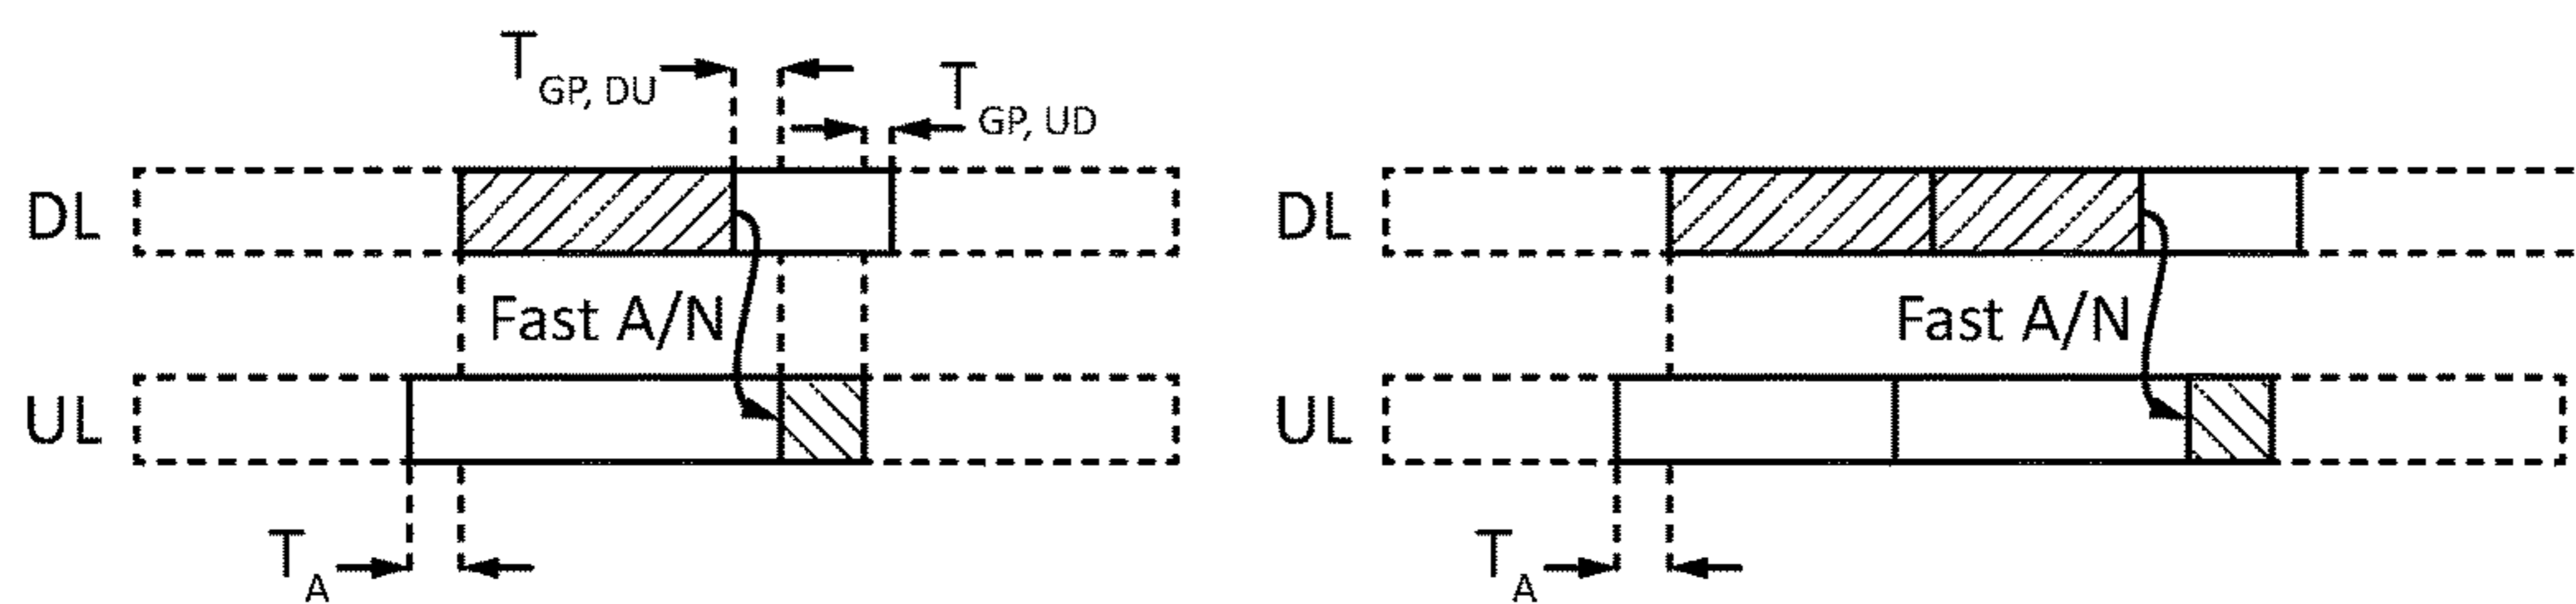 T GP, DU
T GP, UD
DL
Fast A/N
UL
T A
DL
Fast A/N
UL
T A